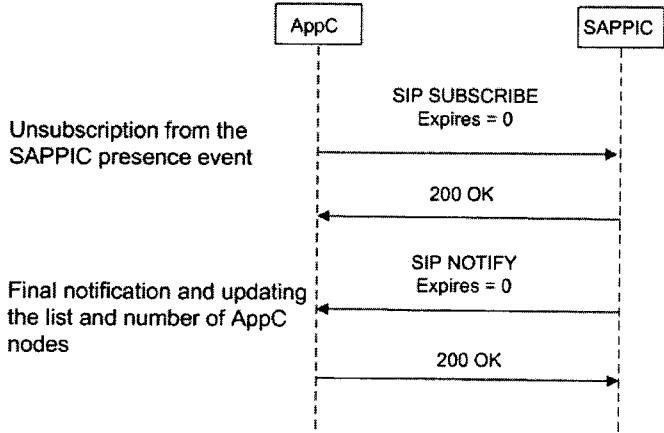 AppC
SAPPIC
SIP SUBSCRIBE
Expires = 0
Unsubscription from the
SAPPIC presence event
200 OK
SIP NOTIFY
Expires = 0
Final notification and updating
the list and number of AppC
nodes
200 OK